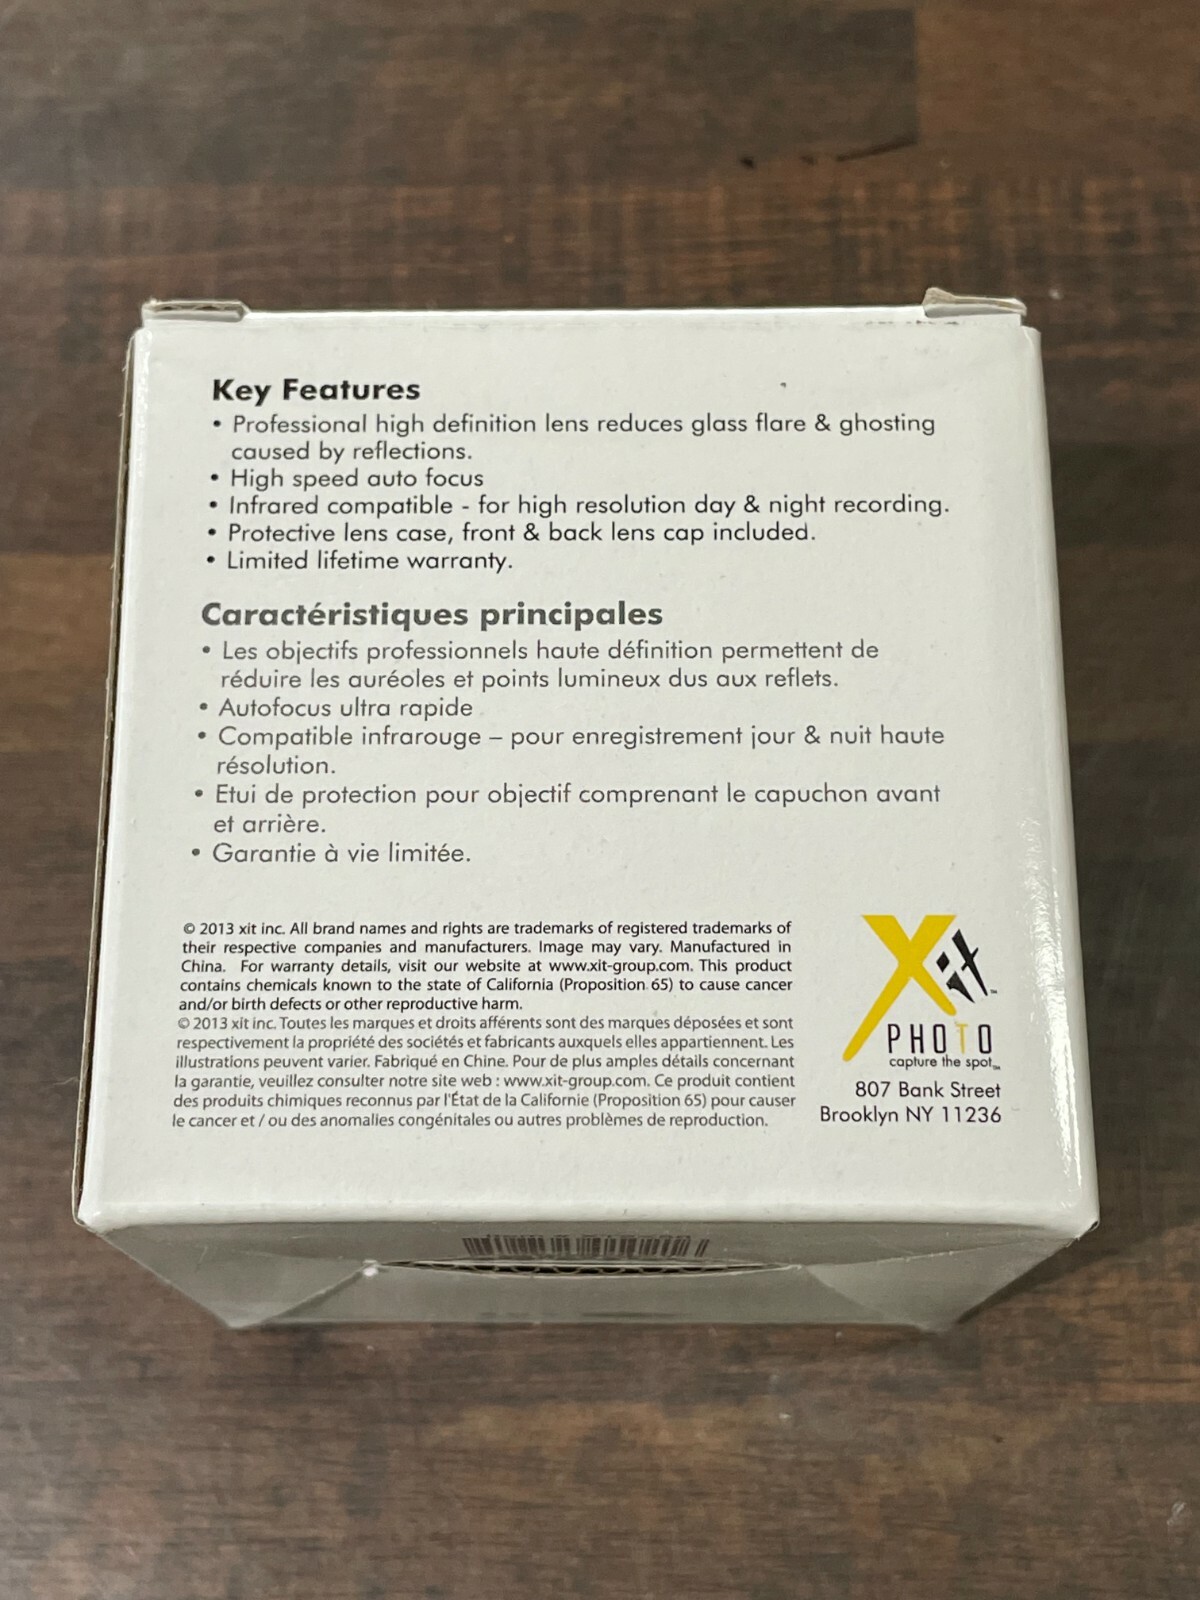 Key Features
• Professional high definition lens reduces glass flare & ghosting
caused by reflections.
• High speed auto focus
• Infrared compatible - for high resolution day & night recording.
• Protective lens case, front & back lens cap included.
• Limited lifetime warranty.
Caractéristiques principales
• Les objectifs professionnels haute définition permettent de
réduire les auréoles et points lumineux dus aux reflets.
• Autofocus ultra rapide
• Compatible infrarouge – pour enregistrement jour & nuit haute
résolution.
• Etui de protection pour objectif comprenant le capuchon avant
et arrière.
• Garantie à vie limitée.
© 2013 xit inc. All brand names and rights are trademarks of registered trademarks of
their respective companies and manufacturers. Image may vary. Manufactured in
China. For warranty details, visit our website at www.xit-group.com. This product
contains chemicals known to the state of California (Proposition 65) to cause cancer
and/or birth defects or other reproductive harm.
© 2013 xit inc. Toutes les marques et droits afférents sont des marques déposées et sont
respectivement la propriété des sociétés et fabricants auxquels elles appartiennent. Les
illustrations peuvent varier. Fabriqué en Chine. Pour de plus amples détails concernant
la garantie, veuillez consulter notre site web : www.xit-group.com. Ce produit contient
des produits chimiques reconnus par l'État de la Californie (Proposition 65) pour causer
le cancer et / ou des anomalies congénitales ou autres problèmes de reproduction.
Xit™
PHOTO
capture the spot™
807 Bank Street
Brooklyn NY 11236